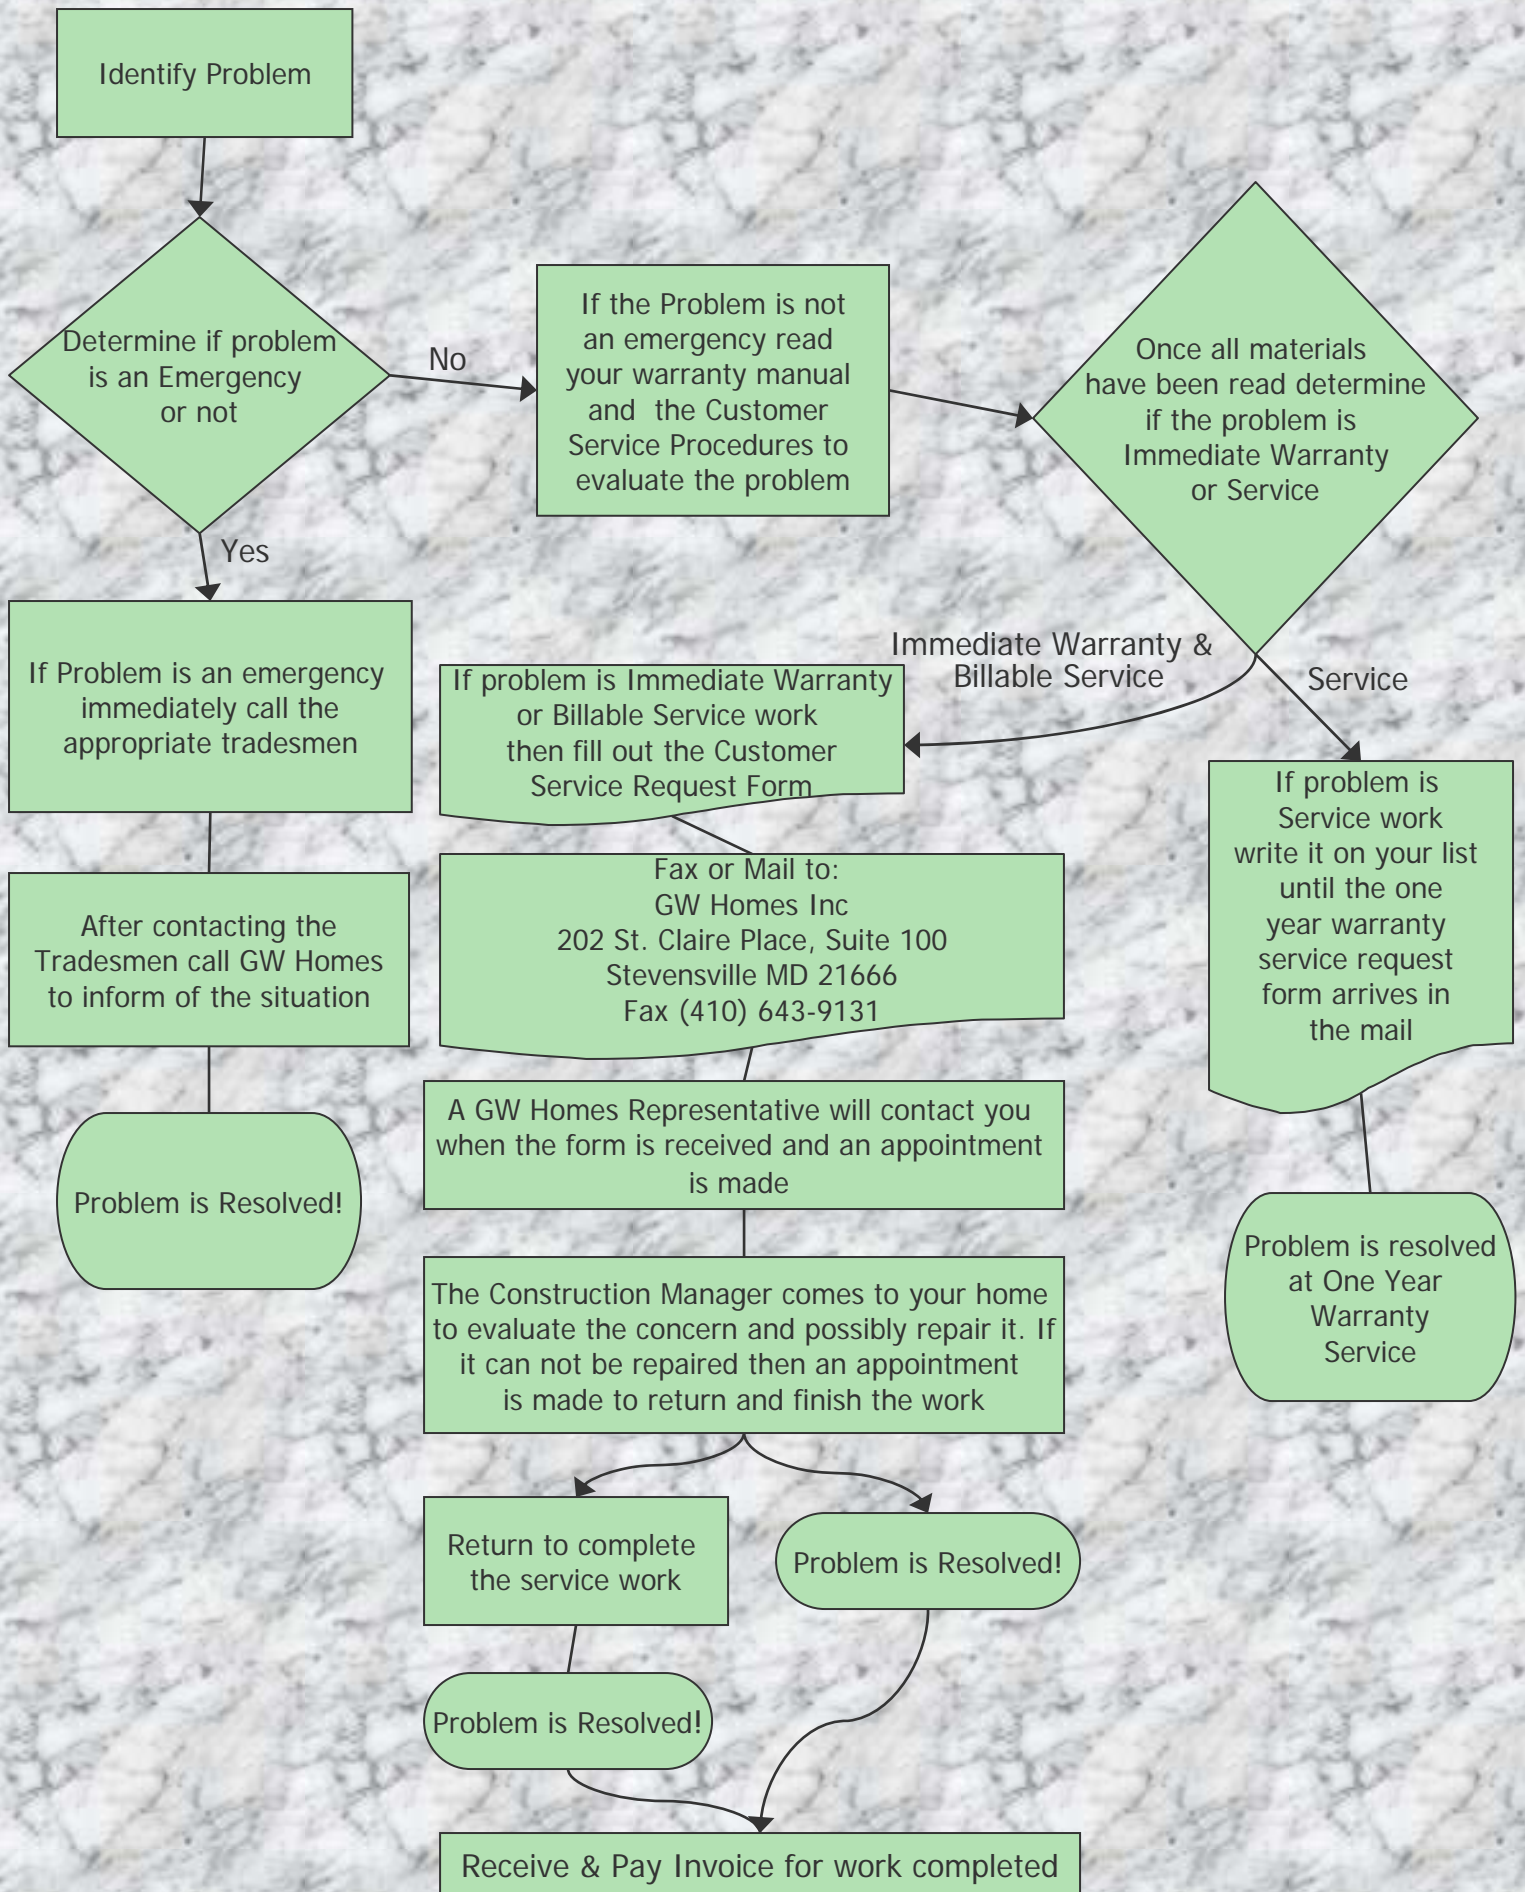 Identify Problem
Determine if problem
is an Emergency
or not
No
If the Problem is not
an emergency read
your warranty manual
and the Customer
Service Procedures to
evaluate the problem
Once all materials
have been read determine
if the problem is
Immediate Warranty
or Service
Yes
If Problem is an emergency
immediately call the
appropriate tradesmen
After contacting the
Tradesmen call GW Homes
to inform of the situation
Problem is Resolved!
Immediate Warranty &
Billable Service
If problem is Immediate Warranty
or Billable Service work
then fill out the Customer
Service Request Form
Fax or Mail to:
GW Homes Inc
202 St. Claire Place, Suite 100
Stevensville MD 21666
Fax (410) 643-9131
A GW Homes Representative will contact you
when the form is received and an appointment
is made
The Construction Manager comes to your home
to evaluate the concern and possibly repair it. If
it can not be repaired then an appointment
is made to return and finish the work
Return to complete
the service work
Problem is Resolved!
Problem is Resolved!
Receive & Pay Invoice for work completed
Service
If problem is
Service work
write it on your list
until the one
year warranty
service request
form arrives in
the mail
Problem is resolved
at One Year
Warranty
Service